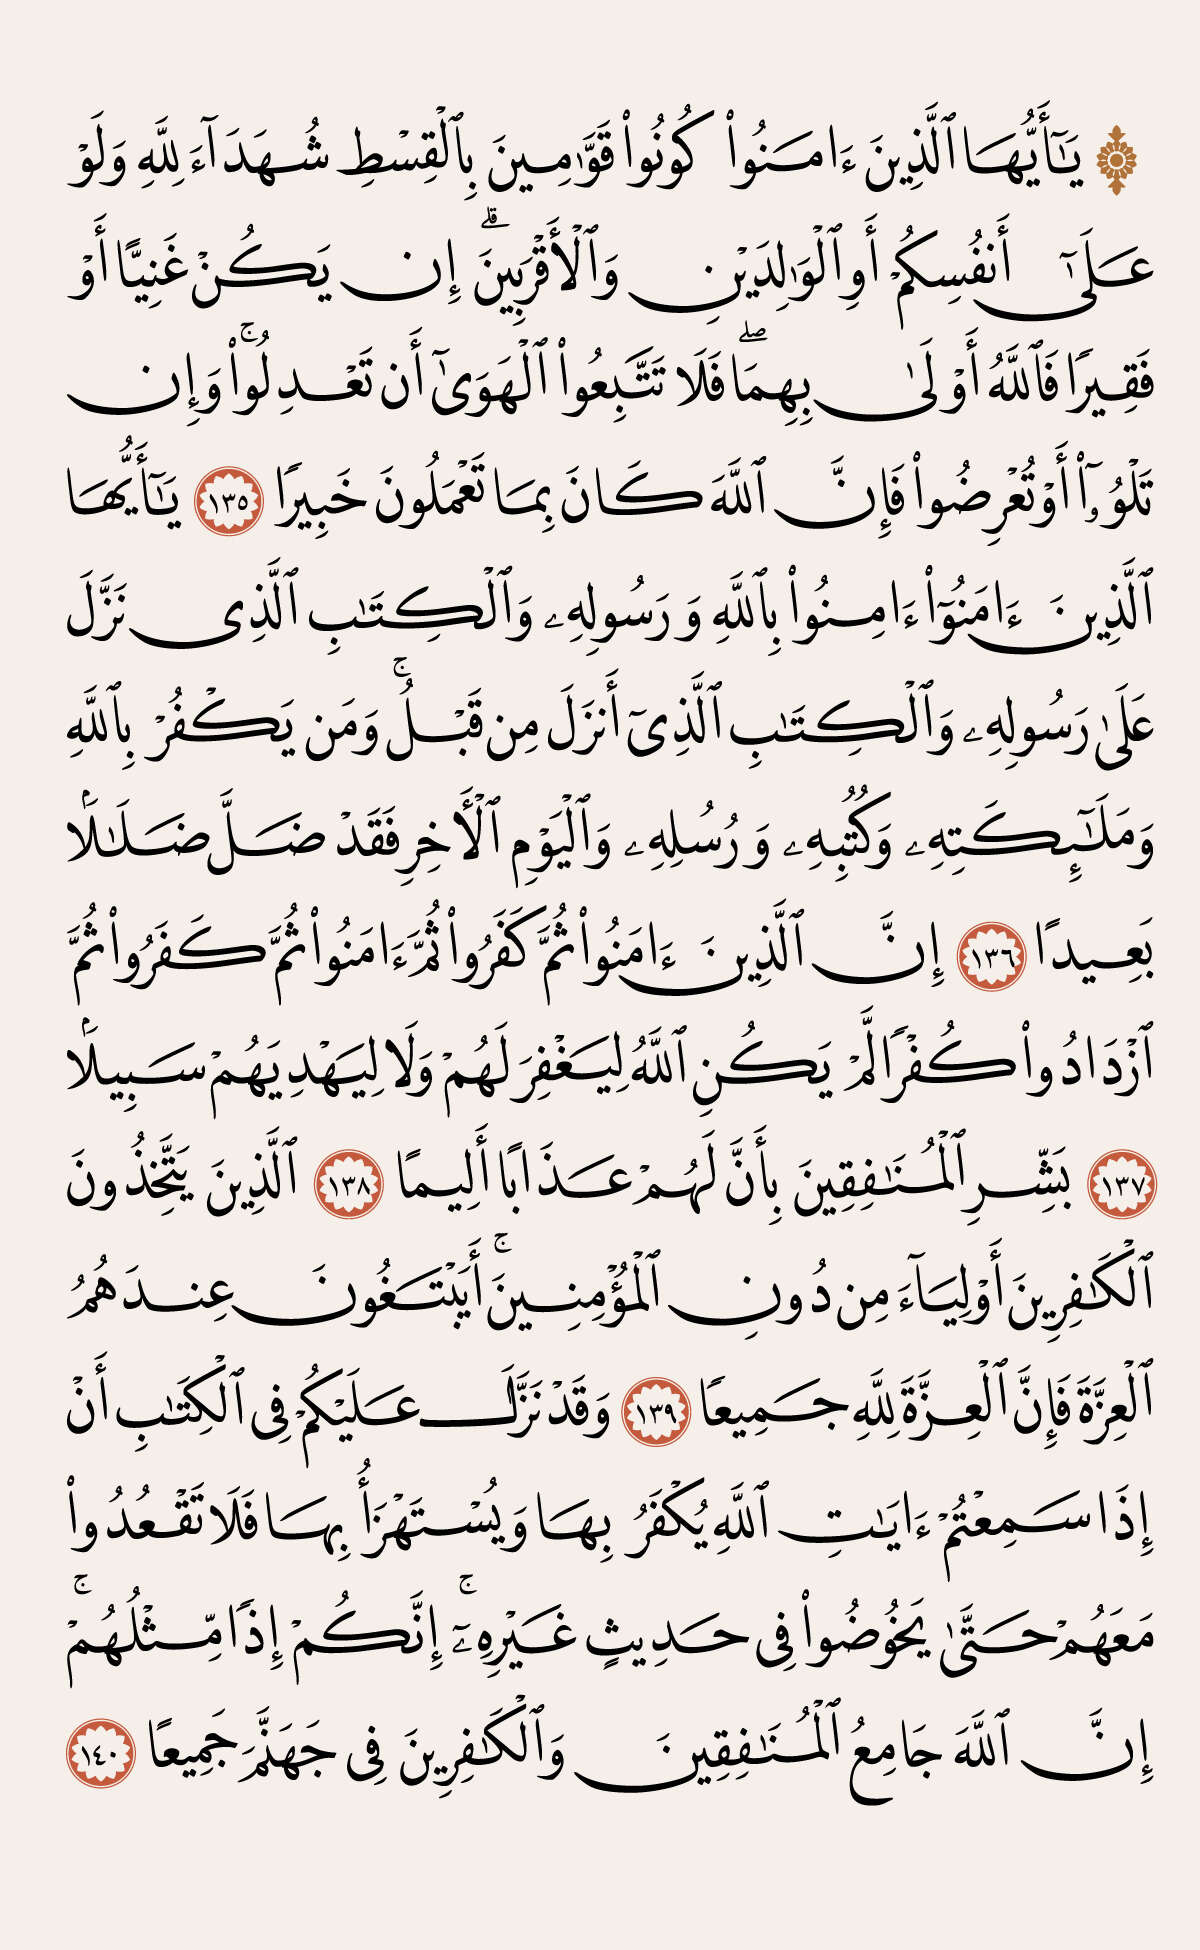 ۞ يَٰٓأَيُّهَا ٱلَّذِينَ ءَامَنُوا۟ كُونُوا۟ قَوَّٰمِينَ بِٱلْقِسْطِ شُهَدَآءَ لِلَّهِ وَلَوْ
عَلَىٰٓ أَنفُسِكُمْ أَوِ ٱلْوَٰلِدَيْنِ وَٱلْأَقْرَبِينَ ۚ إِن يَكُنْ غَنِيًّا أَوْ
فَقِيرًا فَٱللَّهُ أَوْلَىٰ بِهِمَا ۖ فَلَا تَتَّبِعُوا۟ ٱلْهَوَىٰٓ أَن تَعْدِلُوا۟ ۚ وَإِن
تَلْوُۥٓا۟ أَوْ تُعْرِضُوا۟ فَإِنَّ ٱللَّهَ كَانَ بِمَا تَعْمَلُونَ خَبِيرًا ١٣٥ يَٰٓأَيُّهَا
ٱلَّذِينَ ءَامَنُوٓا۟ ءَامِنُوا۟ بِٱللَّهِ وَرَسُولِهِۦ وَٱلْكِتَٰبِ ٱلَّذِى نَزَّلَ
عَلَىٰ رَسُولِهِۦ وَٱلْكِتَٰبِ ٱلَّذِىٓ أَنزَلَ مِن قَبْلُ ۚ وَمَن يَكْفُرْ بِٱللَّهِ
وَمَلَٰٓئِكَتِهِۦ وَكُتُبِهِۦ وَرُسُلِهِۦ وَٱلْيَوْمِ ٱلْأَخِرِ فَقَدْ ضَلَّ ضَلَٰلًۢا
بَعِيدًا ١٣٦ إِنَّ ٱلَّذِينَ ءَامَنُوا۟ ثُمَّ كَفَرُوا۟ ثُمَّ ءَامَنُوا۟ ثُمَّ كَفَرُوا۟ ثُمَّ
ٱزْدَادُوا۟ كُفْرًا لَّمْ يَكُنِ ٱللَّهُ لِيَغْفِرَ لَهُمْ وَلَا لِيَهْدِيَهُمْ سَبِيلًۢا
١٣٧ بَشِّرِ ٱلْمُنَٰفِقِينَ بِأَنَّ لَهُمْ عَذَابًا أَلِيمًا ١٣٨ ٱلَّذِينَ يَتَّخِذُونَ
ٱلْكَٰفِرِينَ أَوْلِيَآءَ مِن دُونِ ٱلْمُؤْمِنِينَ ۚ أَيَبْتَغُونَ عِندَهُمُ
ٱلْعِزَّةَ فَإِنَّ ٱلْعِزَّةَ لِلَّهِ جَمِيعًا ١٣٩ وَقَدْ نَزَّلَ عَلَيْكُمْ فِى ٱلْكِتَٰبِ أَنْ
إِذَا سَمِعْتُمْ ءَايَٰتِ ٱللَّهِ يُكْفَرُ بِهَا وَيُسْتَهْزَأُ بِهَا فَلَا تَقْعُدُوا۟
مَعَهُمْ حَتَّىٰ يَخُوضُوا۟ فِى حَدِيثٍ غَيْرِهِۦٓ ۚ إِنَّكُمْ إِذًا مِّثْلُهُمْ ۚ
إِنَّ ٱللَّهَ جَامِعُ ٱلْمُنَٰفِقِينَ وَٱلْكَٰفِرِينَ فِى جَهَنَّمَ جَمِيعًا ١٤٠